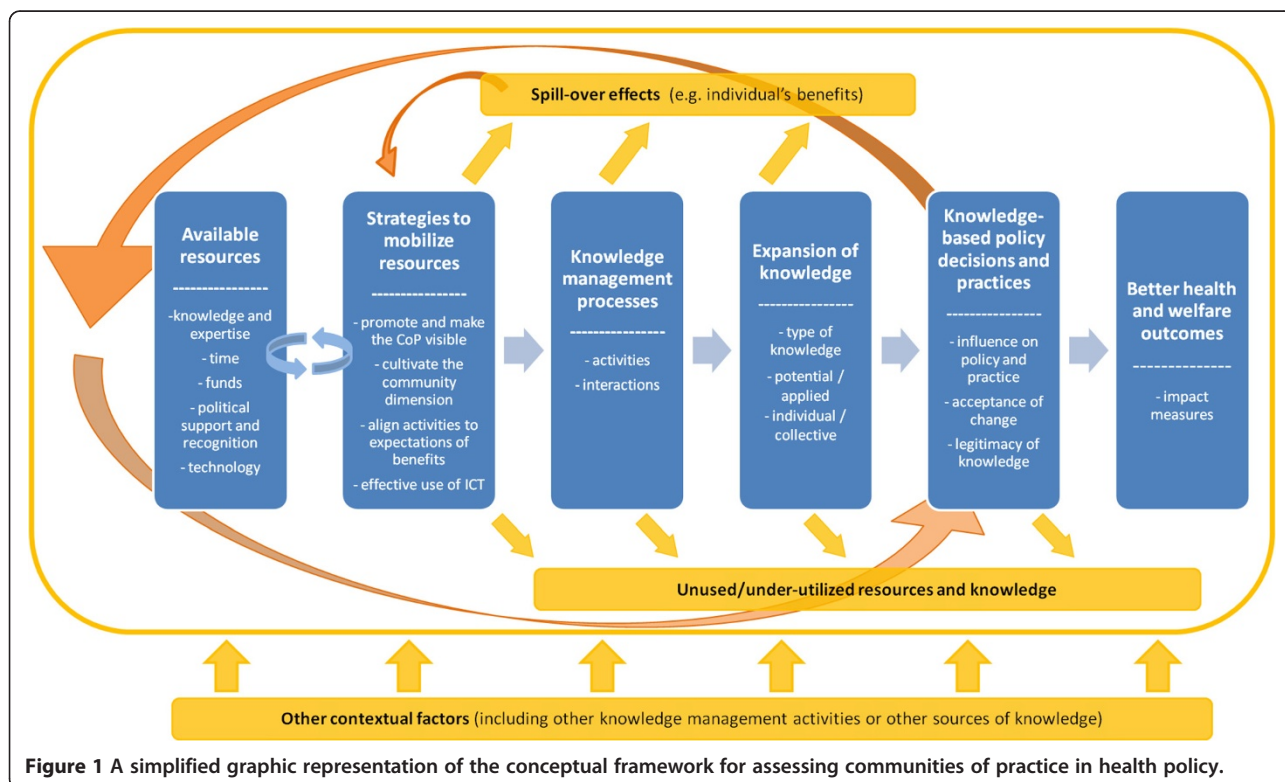 Spill-over effects (e.g. individual's benefits)
Available
resources
----------------
-knowledge and
expertise
- time
- funds
- political
support and
recognition
- technology
Strategies to
mobilize
resources
----------------
- promote and make
the CoP visible
- cultivate the
community
dimension
- align activities to
expectations of
benefits
- effective use of ICT
Knowledge
management
processes
----------------
- activities
- interactions
Expansion of
knowledge
----------------
- type of
knowledge
- potential /
applied
- individual /
collective
Knowledge-
based policy
decisions and
practices
----------------
- influence on
policy and
practice
- acceptance of
change
- legitimacy of
knowledge
Better health
and welfare
outcomes
---------------
- impact
measures
Unused/under-utilized resources and knowledge
Other contextual factors (including other knowledge management activities or other sources of knowledge)
Figure 1 A simplified graphic representation of the conceptual framework for assessing communities of practice in health policy.